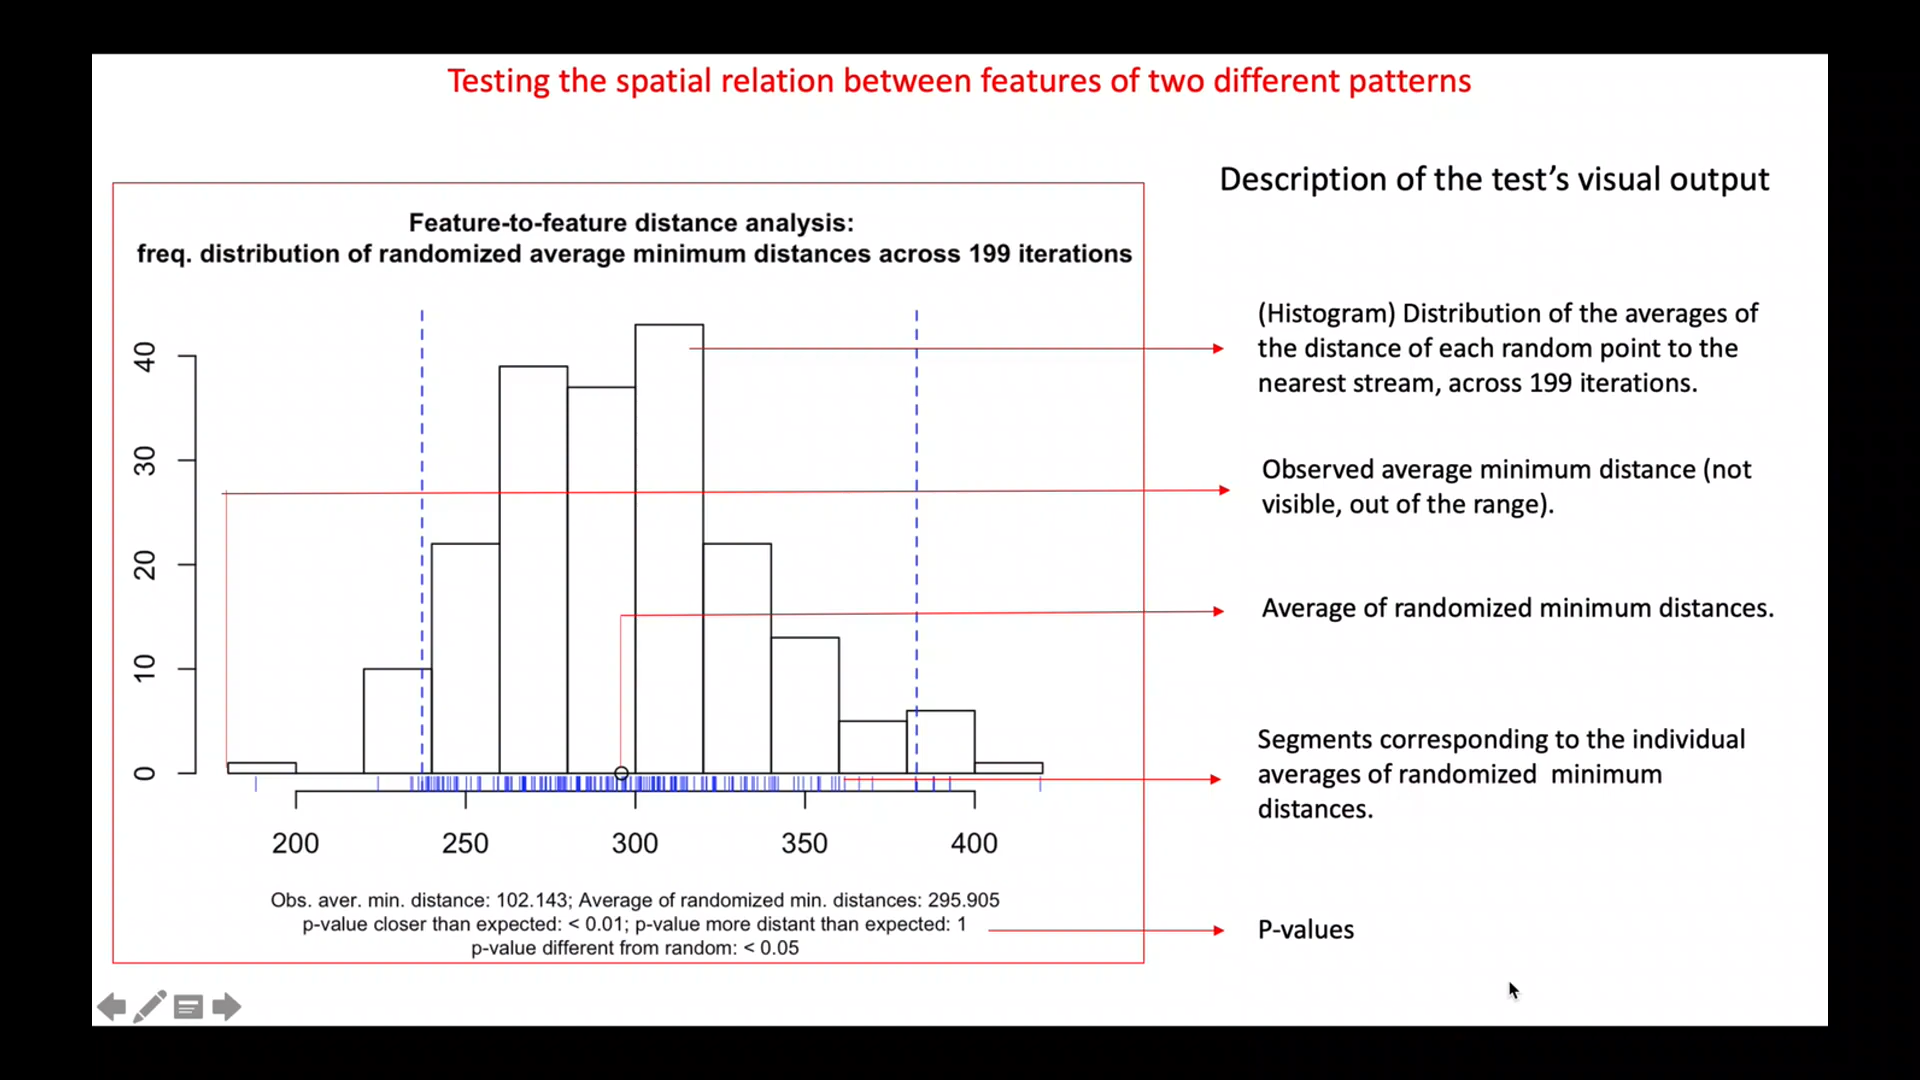 Testing the spatial relation between features of two different patterns
Description of the test’s visual output
Feature-to-feature distance analysis:
freq. distribution of randomized average minimum distances across 199 iterations
40
30
20
10
0
200 250 300 350 400
Obs. aver. min. distance: 102.143; Average of randomized min. distances: 295.905
p-value closer than expected: < 0.01; p-value more distant than expected: 1
p-value different from random: < 0.05
(Histogram) Distribution of the averages of
the distance of each random point to the
nearest stream, across 199 iterations.
Observed average minimum distance (not
visible, out of the range).
Average of randomized minimum distances.
Segments corresponding to the individual
averages of randomized minimum
distances.
P-values